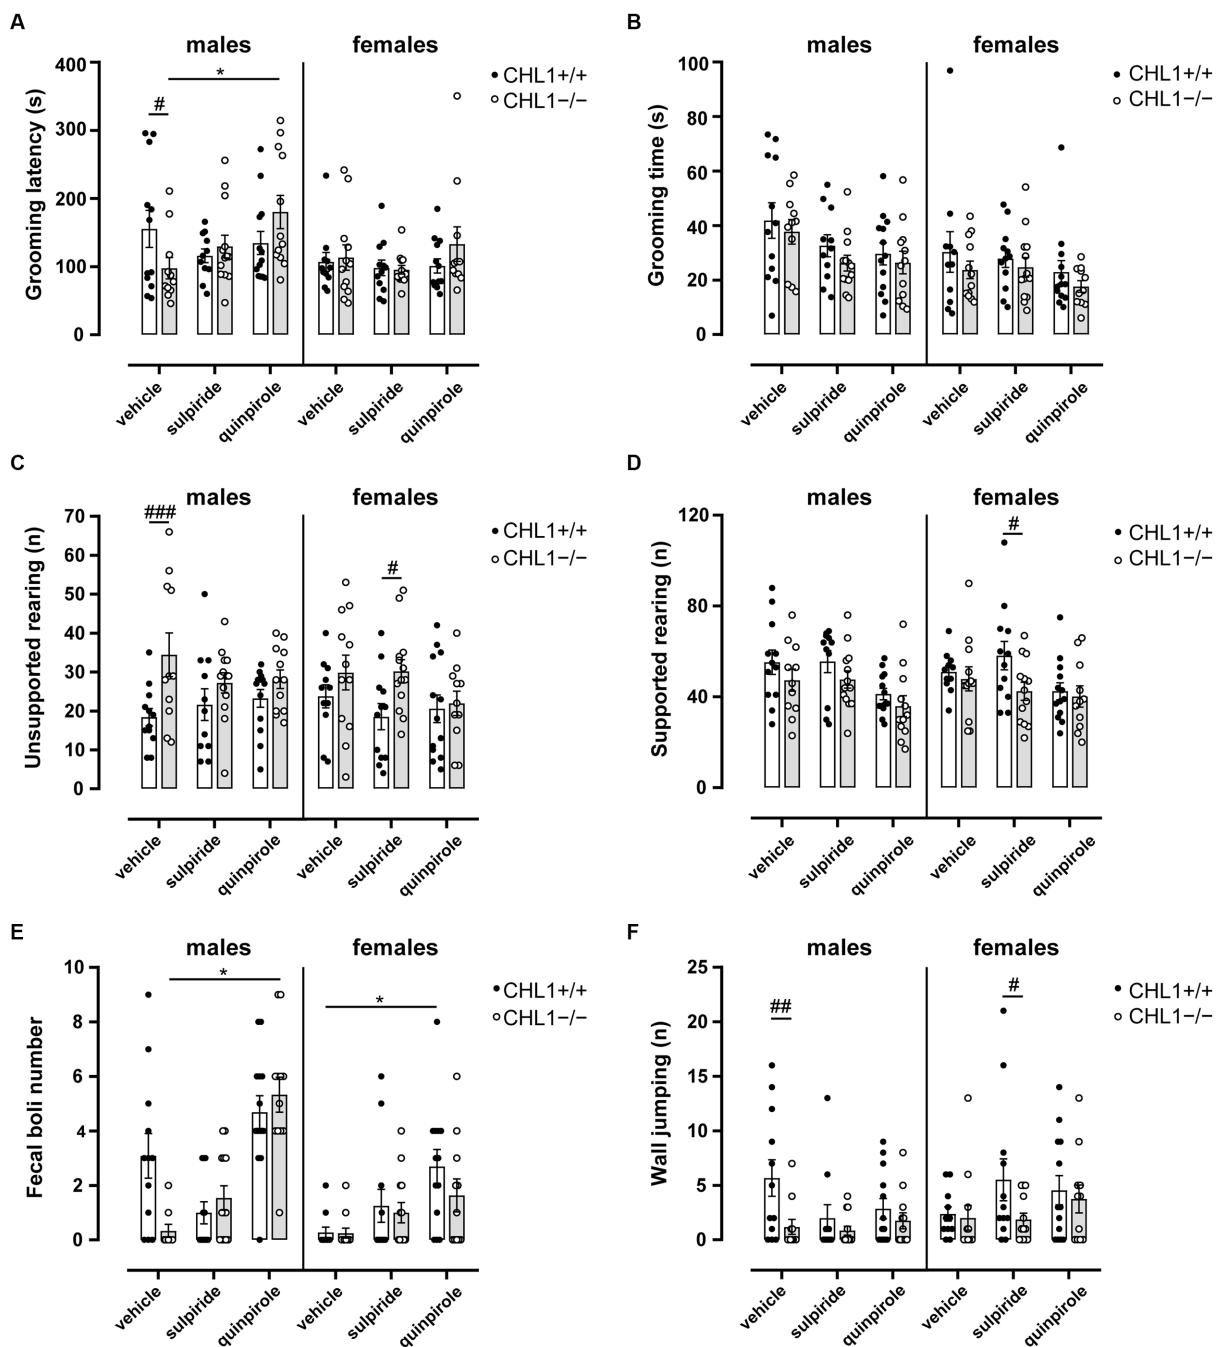 A
males
females
Grooming latency (s)
400
300
200
100
0
#
*
CHL1+/+
CHL1−/−
vehicle
sulpiride
quinpirole
vehicle
sulpiride
quinpirole
B
males
females
Grooming time (s)
100
80
60
40
20
0
CHL1+/+
CHL1−/−
vehicle
sulpiride
quinpirole
vehicle
sulpiride
quinpirole
C
males
females
Unsupported rearing (n)
70
60
50
40
30
20
10
0
###
#
CHL1+/+
CHL1−/−
vehicle
sulpiride
quinpirole
vehicle
sulpiride
quinpirole
D
males
females
Supported rearing (n)
120
80
40
0
#
CHL1+/+
CHL1−/−
vehicle
sulpiride
quinpirole
vehicle
sulpiride
quinpirole
E
males
females
Fecal boli number
10
8
6
4
2
0
*
*
CHL1+/+
CHL1−/−
vehicle
sulpiride
quinpirole
vehicle
sulpiride
quinpirole
F
males
females
Wall jumping (n)
25
20
15
10
5
0
##
#
CHL1+/+
CHL1−/−
vehicle
sulpiride
quinpirole
vehicle
sulpiride
quinpirole